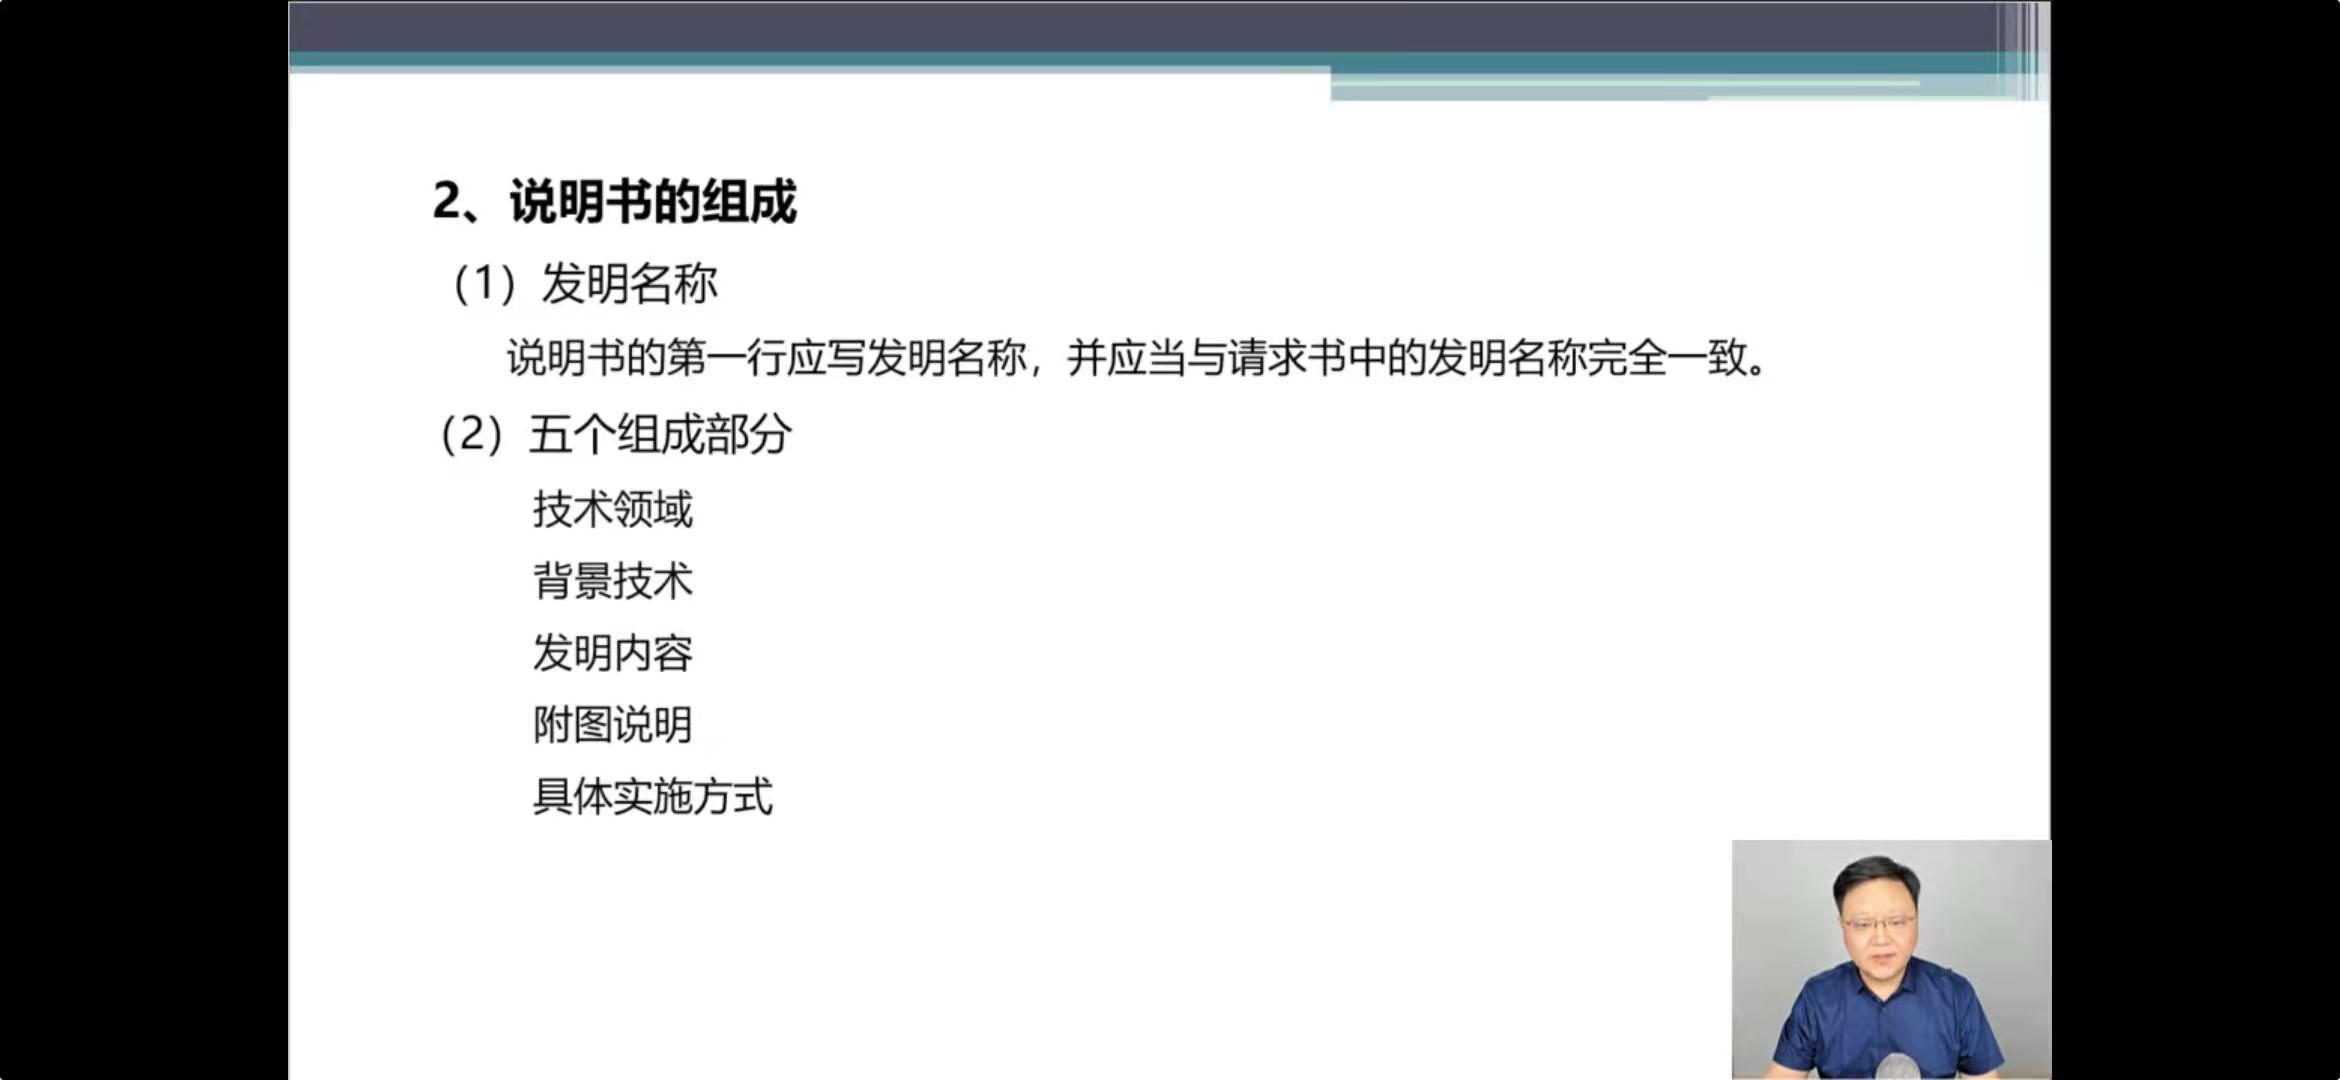 2、说明书的组成
（1）发明名称
说明书的第一行应写发明名称，并应当与请求书中的发明名称完全一致。
（2）五个组成部分
技术领域
背景技术
发明内容
附图说明
具体实施方式